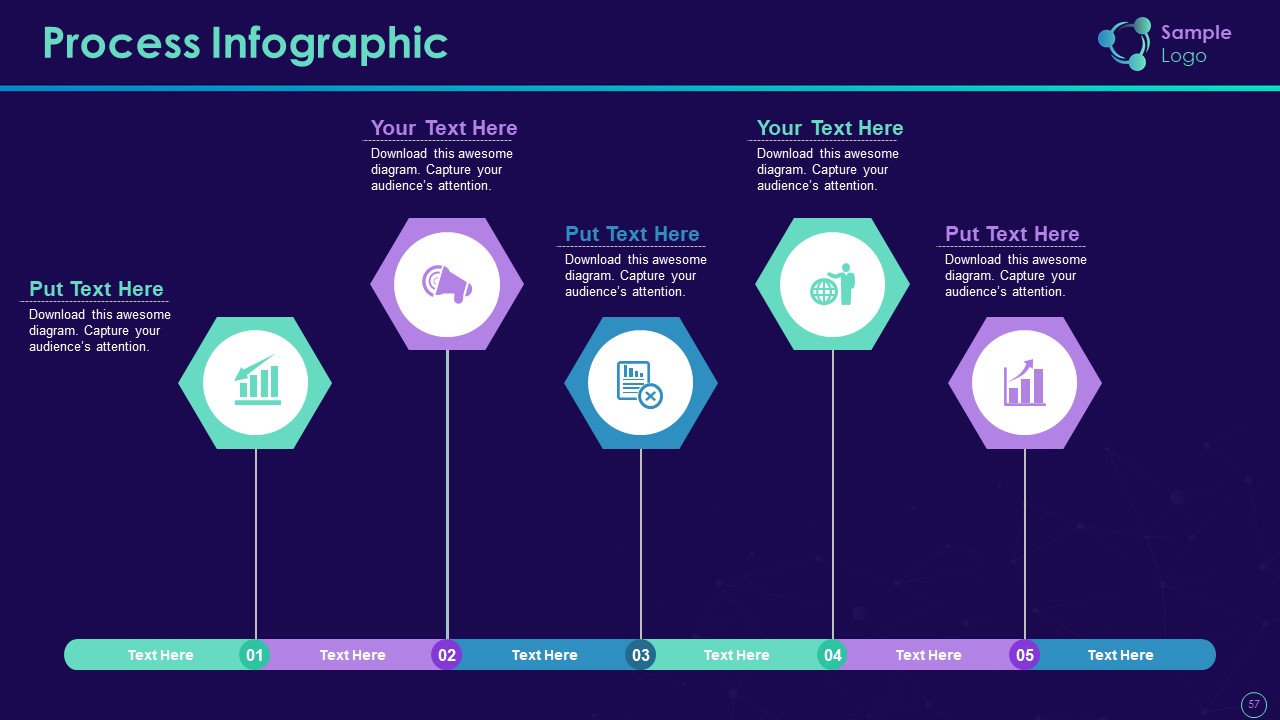 Process Infographic
Sample
Logo
Put Text Here
Download this awesome
diagram. Capture your
audience’s attention.
Your Text Here
Download this awesome
diagram. Capture your
audience’s attention.
Put Text Here
Download this awesome
diagram. Capture your
audience’s attention.
Your Text Here
Download this awesome
diagram. Capture your
audience’s attention.
Put Text Here
Download this awesome
diagram. Capture your
audience’s attention.
Text Here 01 Text Here 02 Text Here 03 Text Here 04 Text Here 05 Text Here
57